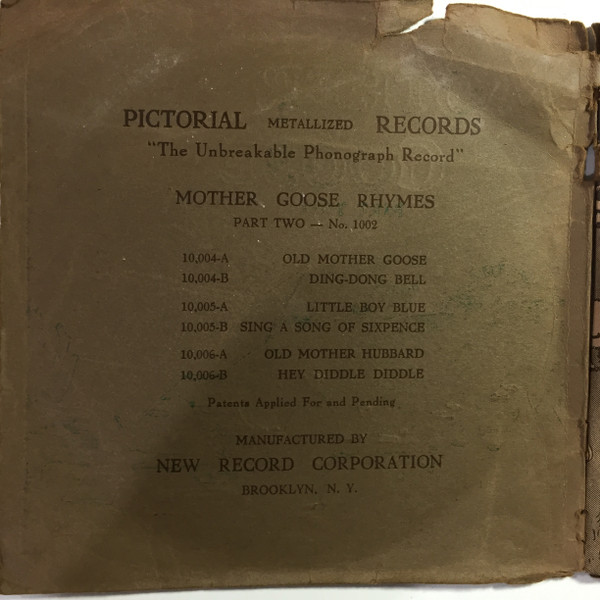 PICTORIAL METALLIZED RECORDS
"The Unbreakable Phonograph Record"
MOTHER GOOSE RHYMES
PART TWO — No. 1002
10,004-A OLD MOTHER GOOSE
10,004-B DING-DONG BELL
10,005-A LITTLE BOY BLUE
10,005-B SING A SONG OF SIXPENCE
10,006-A OLD MOTHER HUBBARD
10,006-B HEY DIDDLE DIDDLE
Patents Applied For and Pending
MANUFACTURED BY
NEW RECORD CORPORATION
BROOKLYN, N. Y.